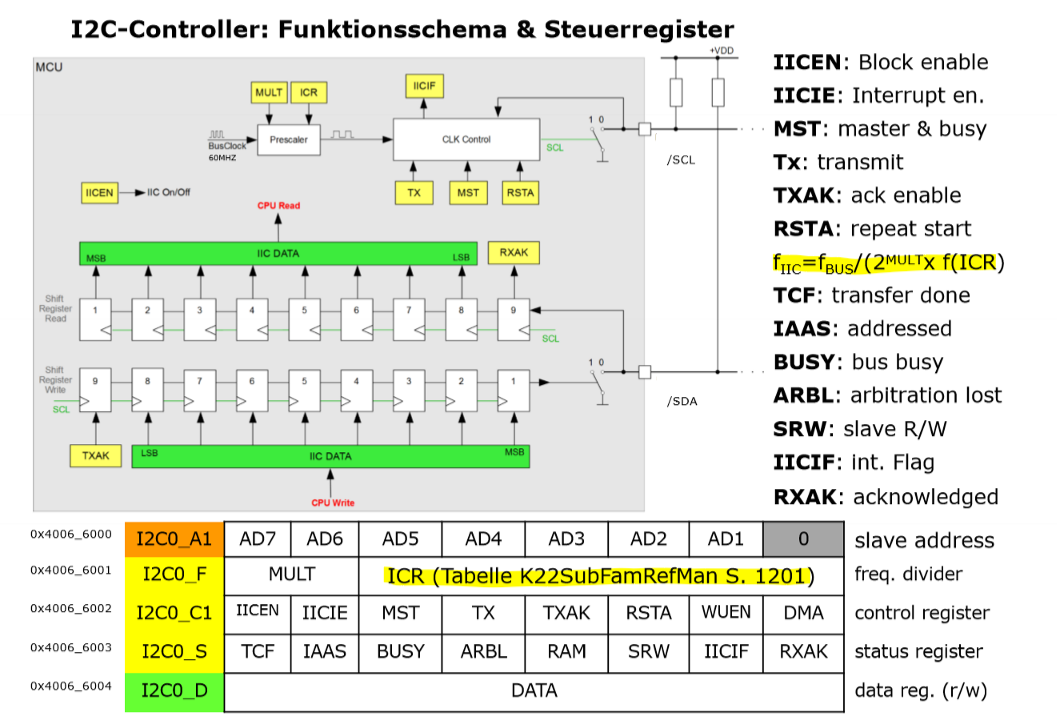 I2C-Controller: Funktionsschema & Steuerregister
MCU
+VDD
MULT
ICR
IICIF
BusClock
60MHZ
Prescaler
CLK Control
SCL
1 0
/SCL
IICEN
IIC On/Off
TX
MST
RSTA
CPU Read
MSB
IIC DATA
LSB
RXAK
Shift
Register
Read
1 2 3 4 5 6 7 8 9
SCL
Shift
Register
Write
9 8 7 6 5 4 3 2 1
1 0
SCL
/SDA
TXAK
LSB
IIC DATA
MSB
CPU Write
IICEN: Block enable
IICIE: Interrupt en.
MST: master & busy
Tx: transmit
TXAK: ack enable
RSTA: repeat start
fIIC=fBUS/(2MULTx f(ICR)
TCF: transfer done
IAAS: addressed
BUSY: bus busy
ARBL: arbitration lost
SRW: slave R/W
IICIF: int. Flag
RXAK: acknowledged
0x4006_6000 I2C0_A1 AD7 AD6 AD5 AD4 AD3 AD2 AD1 0 slave address
0x4006_6001 I2C0_F MULT ICR (Tabelle K22SubFamRefMan S. 1201) freq. divider
0x4006_6002 I2C0_C1 IICEN IICIE MST TX TXAK RSTA WUEN DMA control register
0x4006_6003 I2C0_S TCF IAAS BUSY ARBL RAM SRW IICIF RXAK status register
0x4006_6004 I2C0_D DATA data reg. (r/w)